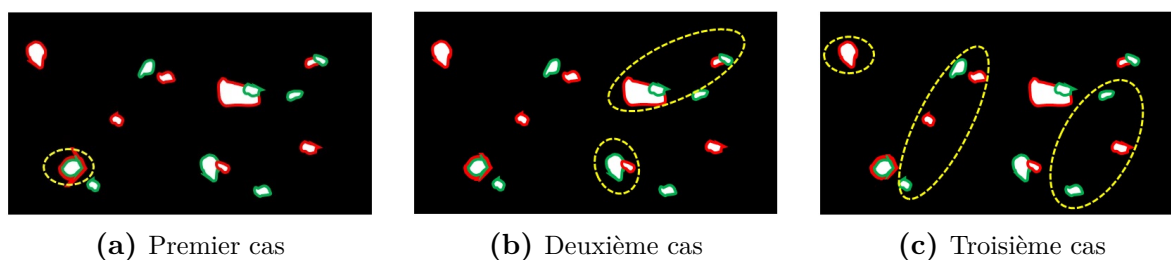 (a) Premier cas
(b) Deuxième cas
(c) Troisième cas